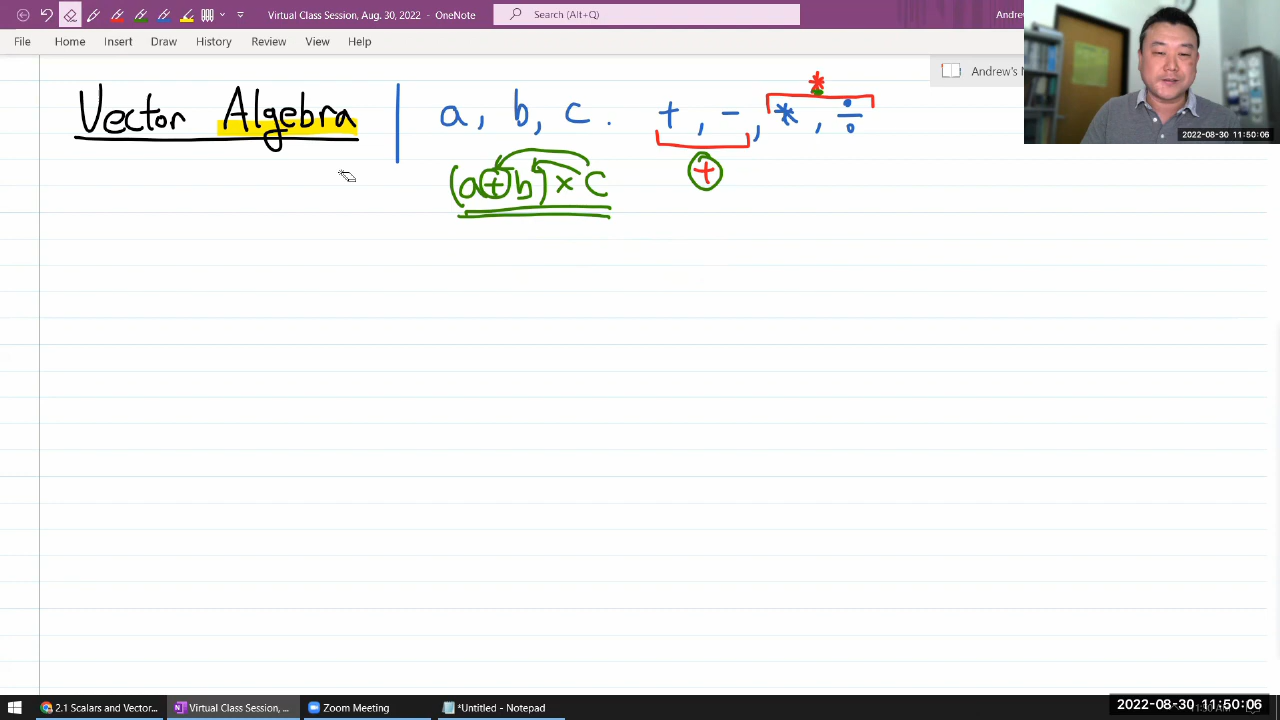 Virtual Class Session, Aug. 30, 2022 - OneNote
Search (Alt+Q)
Andrew
File Home Insert Draw History Review View Help
Andrew's N
2022-08-30 11:50:06
Vector Algebra
a, b, c. +, -, *, ÷
*
+
(a+b) × C
2.1 Scalars and Vector...
Virtual Class Session, ...
Zoom Meeting
*Untitled - Notepad
2022-08-30 11:50:06